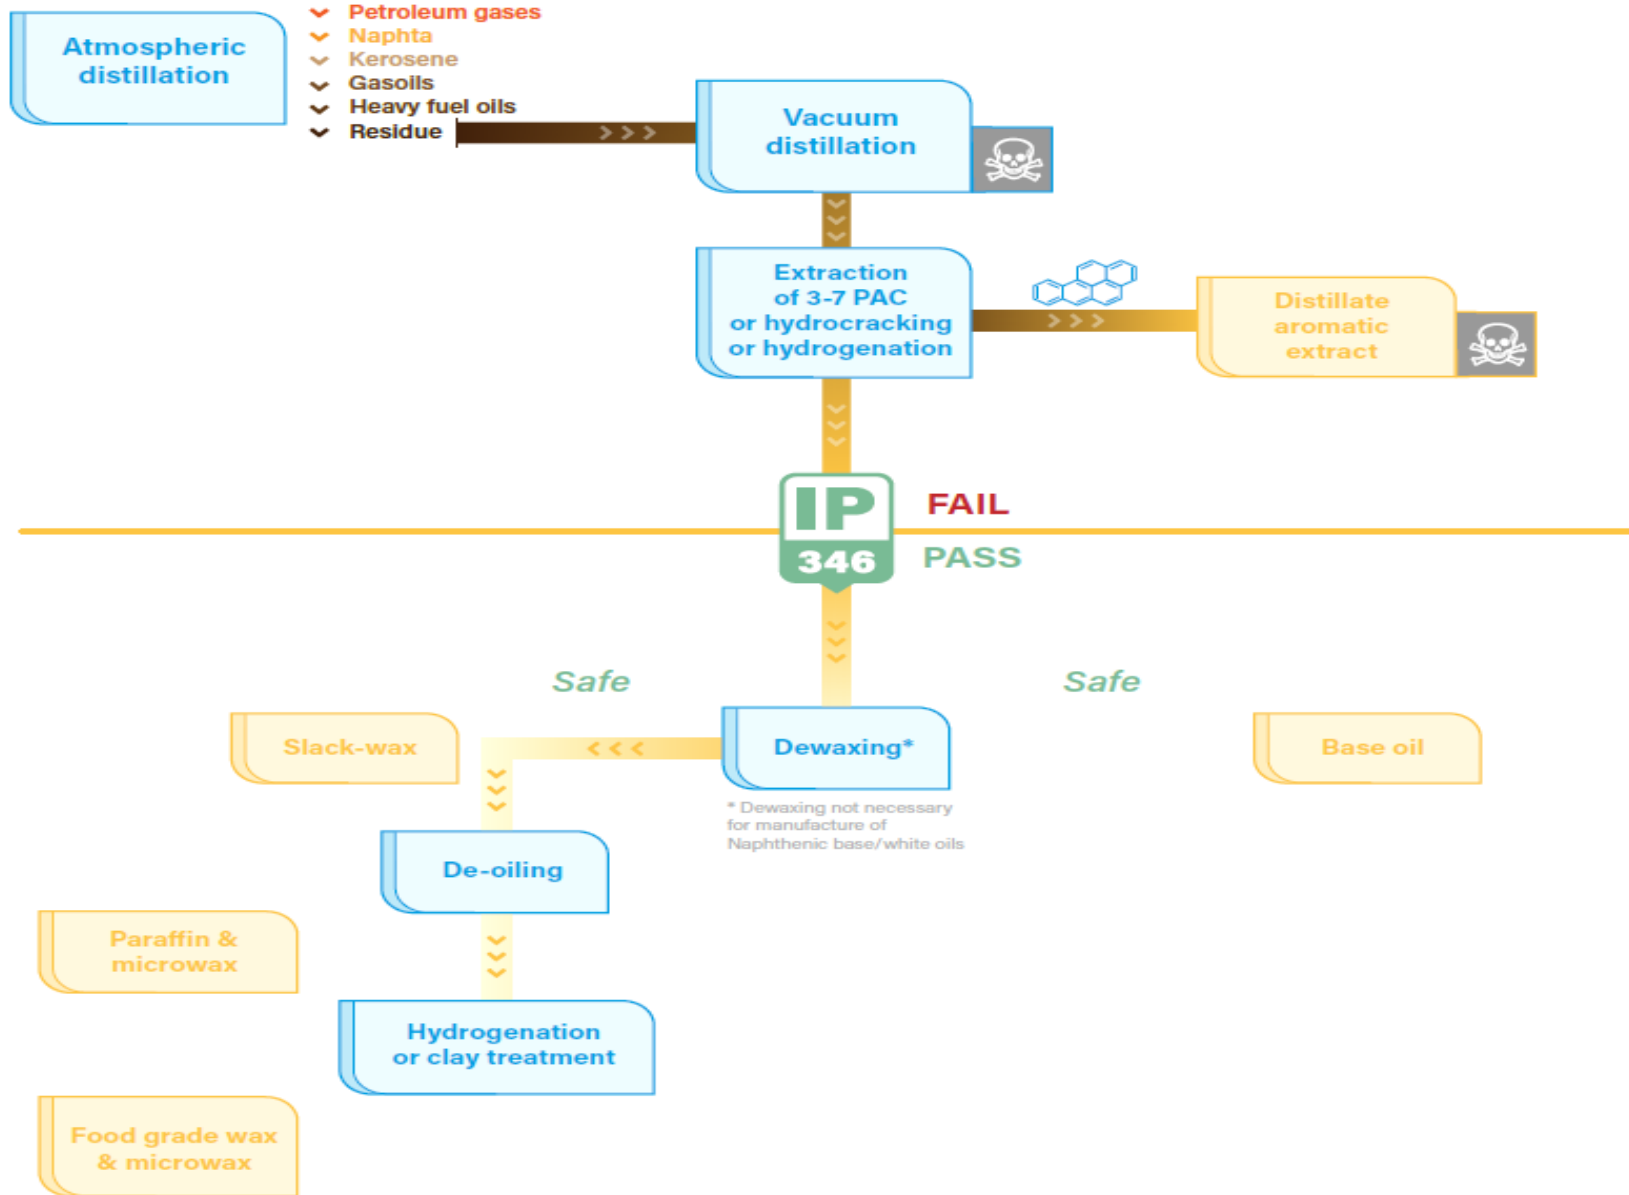 Atmospheric
distillation
Petroleum gases
Naphta
Kerosene
Gasoils
Heavy fuel oils
Residue
Vacuum
distillation
Extraction
of 3-7 PAC
or hydrocracking
or hydrogenation
Distillate
aromatic
extract
IP
346
FAIL
PASS
Safe
Safe
Slack-wax
Dewaxing*
Base oil
* Dewaxing not necessary
for manufacture of
Naphthenic base/white oils
De-oiling
Paraffin &
microwax
Hydrogenation
or clay treatment
Food grade wax
& microwax